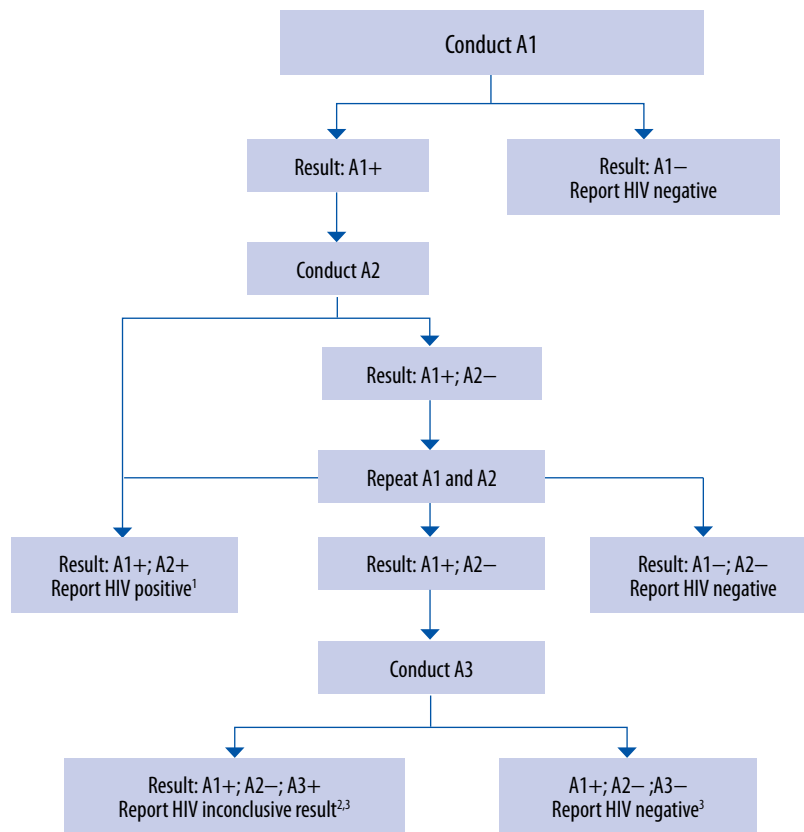 Conduct A1
Result: A1+
Result: A1−
Report HIV negative
Conduct A2
Result: A1+; A2−
Repeat A1 and A2
Result: A1+; A2+
Report HIV positive¹
Result: A1+; A2−
Result: A1−; A2−
Report HIV negative
Conduct A3
Result: A1+; A2−; A3+
Report HIV inconclusive result²,³
A1+; A2− ;A3−
Report HIV negative³